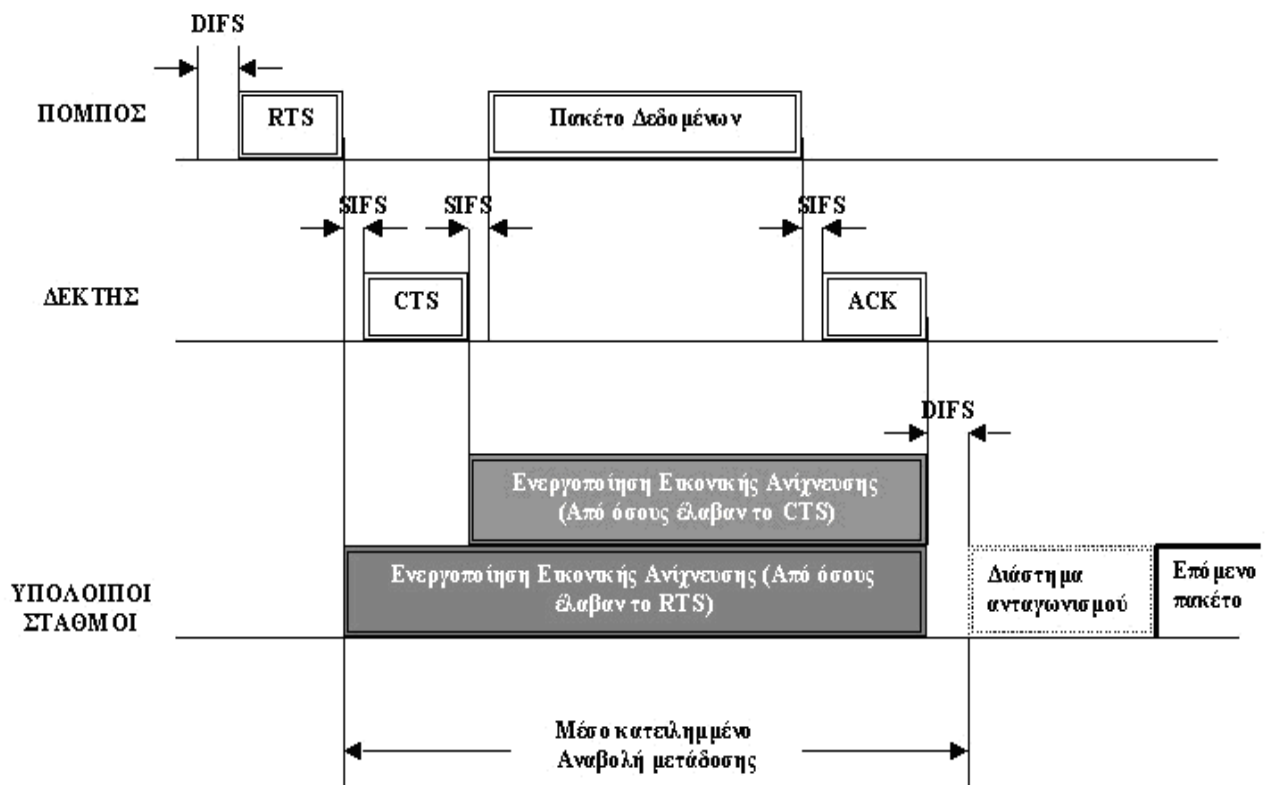 DIFS
ΠΟΜΠΟΣ
RTS
Πακέτο Δεδομένων
SIFS
SIFS
SIFS
ΔΕΚΤΗΣ
CTS
ACK
DIFS
Ενεργοποίηση Εικονικής Ανίχνευσης
(Από όσους έλαβαν το CTS)
ΥΠΟΛΟΙΠΟΙ
ΣΤΑΘΜΟΙ
Ενεργοποίηση Εικονικής Ανίχνευσης (Από όσους
έλαβαν το RTS)
Διάστημα
ανταγωνισμού
Επόμενο
πακέτο
Μέσο κατειλημμένο
Αναβολή μετάδοσης